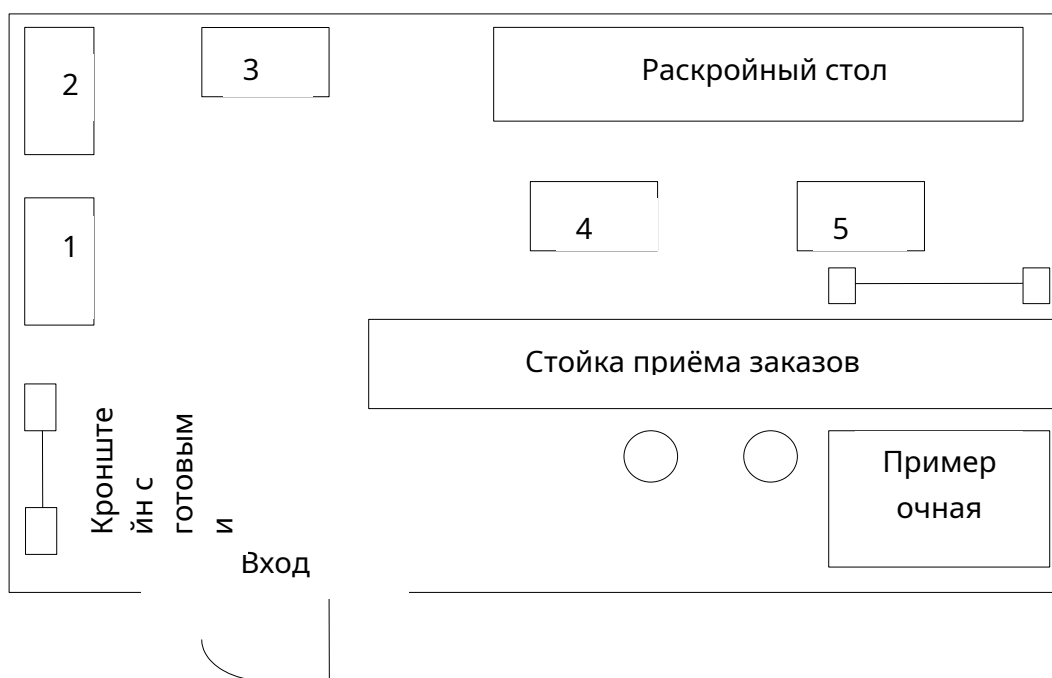 2
3
Раскройный стол
1
4
5
Стойка приёма заказов
Кронште
йн с
готовым
и
Пример
очная
Вход